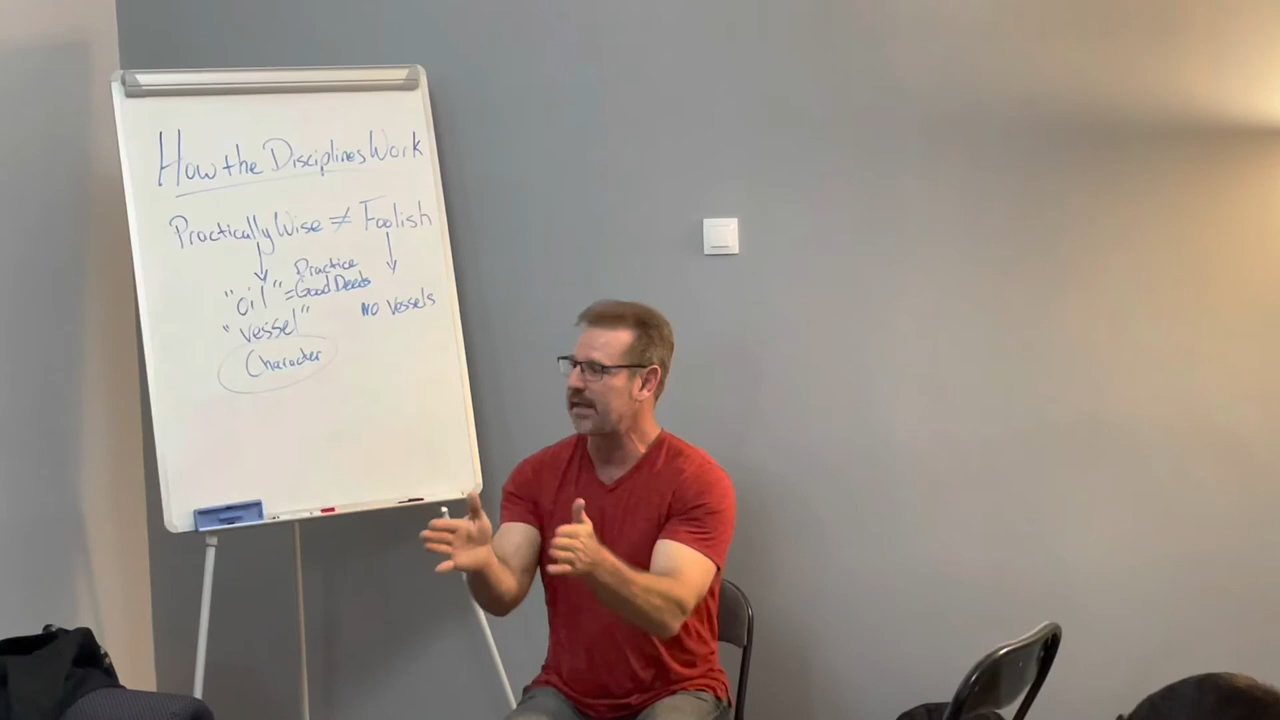 How the Disciplines Work
Practically Wise ≠ Foolish
"oil" = Practice Good Deeds
"vessel"
No Vessels
Character